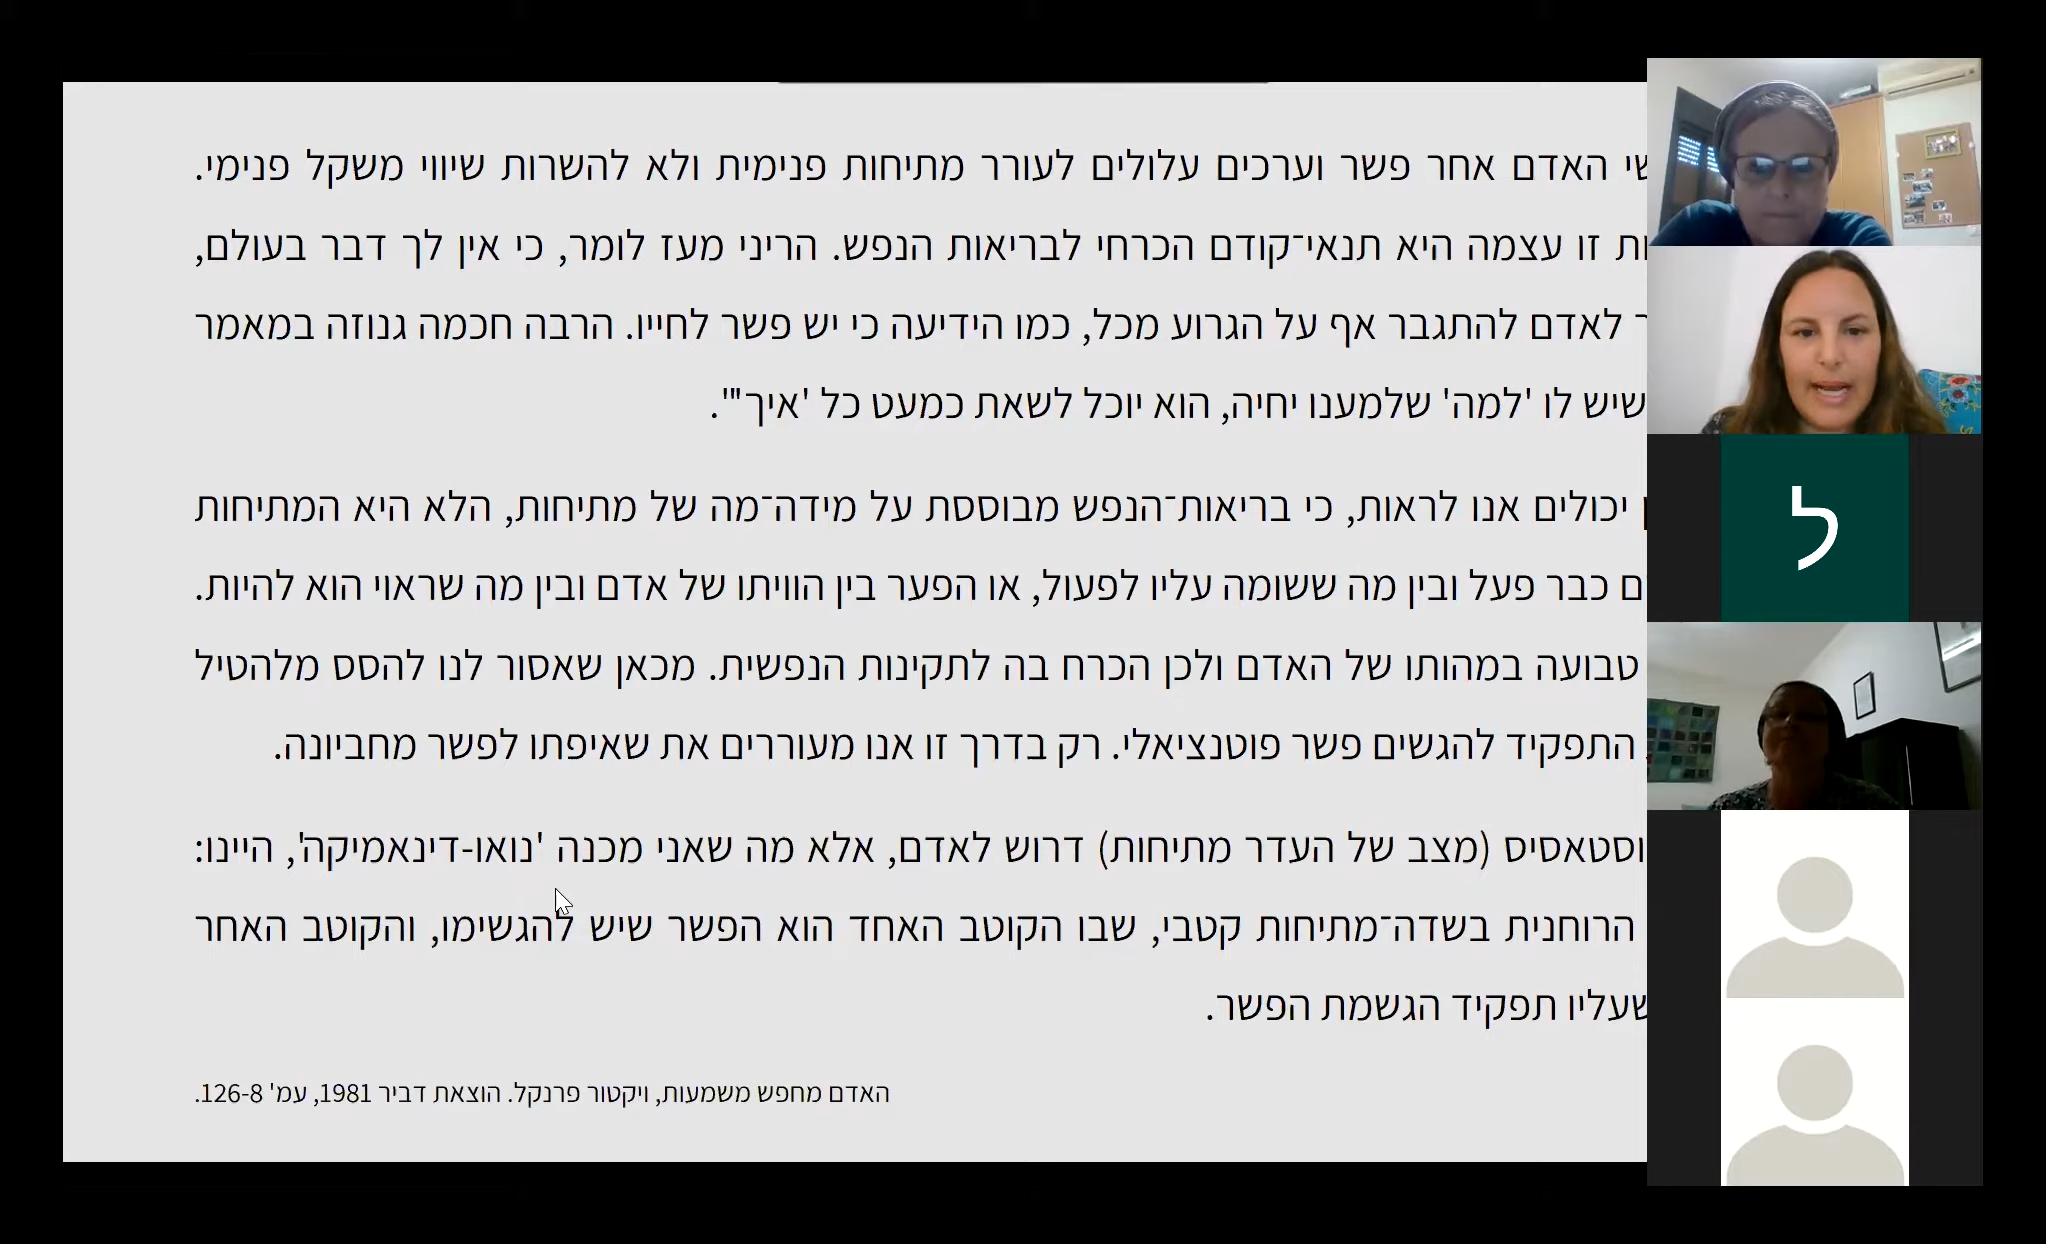 האדם אחר פשר וערכים עלולים לעורר מתיחות פנימית ולא להשרות שיווי משקל פנימי.
זו עצמה היא תנאי־קודם הכרחי לבריאות הנפש. הריני מעז לומר, כי אין לך דבר בעולם,
לאדם להתגבר אף על הגרוע מכל, כמו הידיעה כי יש פשר לחייו. הרבה חכמה גנוזה במאמר
שיש לו 'למה' שלמענו יחיה, הוא יוכל לשאת כמעט כל 'איך'".
יכולים אנו לראות, כי בריאות־הנפש מבוססת על מידה־מה של מתיחות, הלא היא המתיחות
כבר פעל ובין מה ששומה עליו לפעול, או הפער בין הוויתו של אדם ובין מה שראוי הוא להיות.
טבועה במהותו של האדם ולכן הכרח בה לתקינות הנפשית. מכאן שאסור לנו להסס מלהטיל
התפקיד להגשים פשר פוטנציאלי. רק בדרך זו אנו מעוררים את שאיפתו לפשר מחביונה.
(מצב של העדר מתיחות) דרוש לאדם, אלא מה שאני מכנה 'נואו-דינאמיקה', היינו:
הרוחנית בשדה־מתיחות קטבי, שבו הקוטב האחד הוא הפשר שיש להגשימו, והקוטב האחר
שעליו תפקיד הגשמת הפשר.
האדם מחפש משמעות, ויקטור פרנקל. הוצאת דביר 1981, עמ' 126-8.
ל